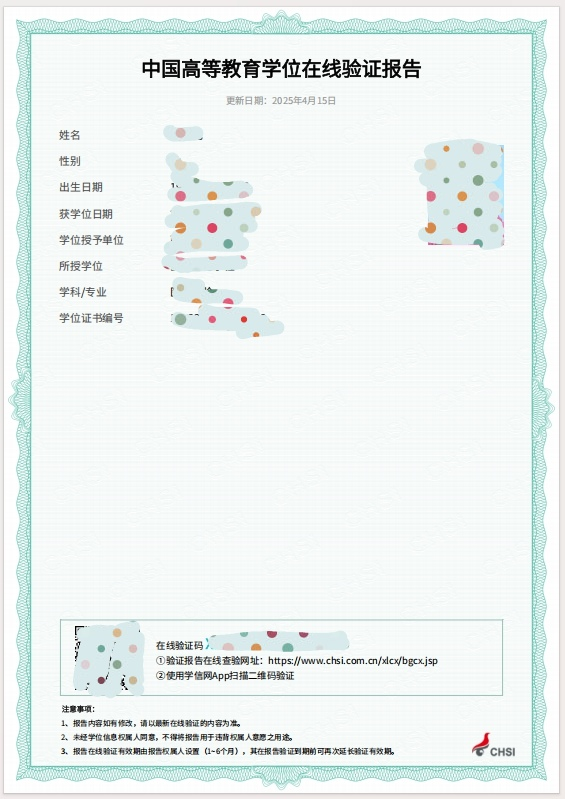 中国高等教育学位在线验证报告
更新日期：2025年4月15日
姓名
性别
出生日期
获学位日期
学位授予单位
所授学位
学科/专业
学位证书编号
在线验证码
①验证报告在线查验网址：https://www.chsi.com.cn/xlcx/bgcx.jsp
②使用学信网App扫描二维码验证
注意事项：
1、报告内容如有修改，请以最新在线验证的内容为准。
2、未经学位信息权属人同意，不得将报告用于违背权属人意愿之用途。
3、报告在线验证有效期由报告权属人设置（1~6个月），其在报告验证到期前可再次延长验证有效期。
CHSI